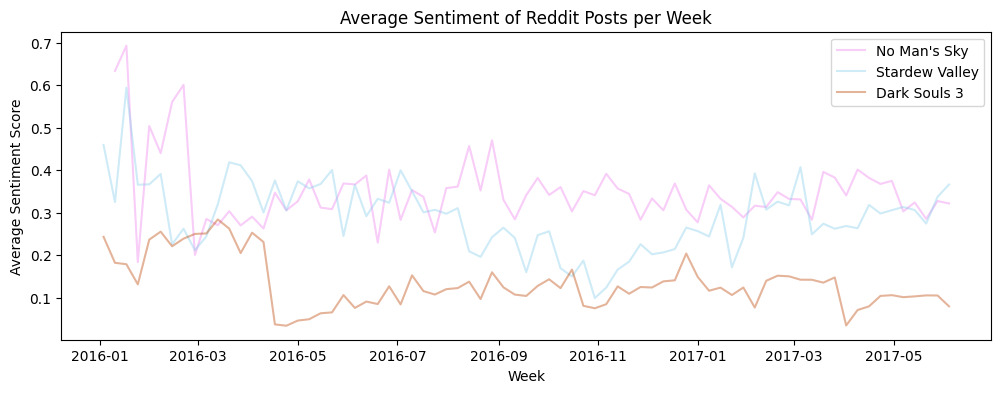 Average Sentiment of Reddit Posts per Week
Average Sentiment Score
0.7
0.6
0.5
0.4
0.3
0.2
0.1
No Man's Sky
Stardew Valley
Dark Souls 3
2016-01
2016-03
2016-05
2016-07
2016-09
2016-11
2017-01
2017-03
2017-05
Week